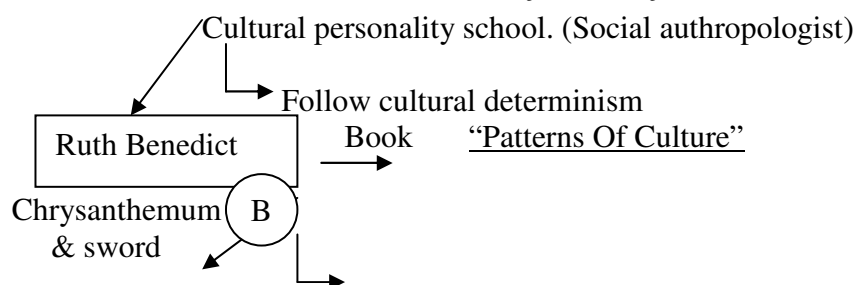 Cultural personality school. (Social authropologist)
Follow cultural determinism
Ruth Benedict Book “Patterns Of Culture”
Chrysanthemum B
& sword